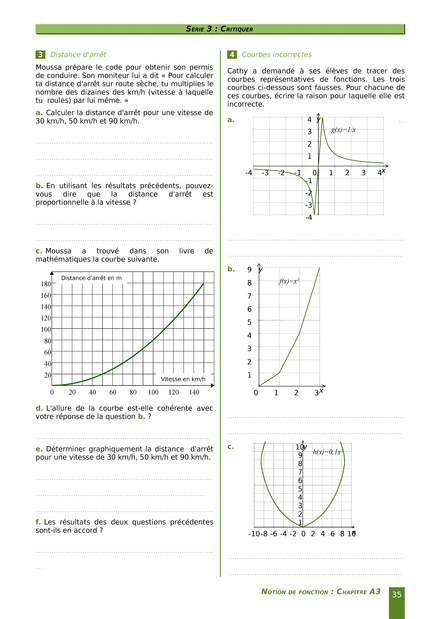 SÉRIE 3 : CRITIQUER
3 Distance d'arrêt
Moussa prépare le code pour obtenir son permis
de conduire. Son moniteur lui a dit « Pour calculer
ta distance d'arrêt sur route sèche, tu multiplies le
nombre des dizaines des km/h (vitesse à laquelle
tu roules) par lui même. »
a. Calculer la distance d'arrêt pour une vitesse de
30 km/h, 50 km/h et 90 km/h.
b. En utilisant les résultats précédents, pouvez-
vous dire que la distance d'arrêt est
proportionnelle à la vitesse ?
c. Moussa a trouvé dans son livre de
mathématiques la courbe suivante.
Distance d'arrêt en m
180
160
140
120
100
80
60
40
20
Vitesse en km/h
0 20 40 60 80 100 120 140
d. L'allure de la courbe est-elle cohérente avec
votre réponse de la question b. ?
e. Déterminer graphiquement la distance d'arrêt
pour une vitesse de 30 km/h, 50 km/h et 90 km/h.
f. Les résultats des deux questions précédentes
sont-ils en accord ?
4 Courbes incorrectes
Cathy a demandé à ses élèves de tracer des
courbes représentatives de fonctions. Les trois
courbes ci-dessous sont fausses. Pour chacune de
ces courbes, écrire la raison pour laquelle elle est
incorrecte.
a.
4 y
g(x)=1/x
3
2
1
-4 -3 -2 -1 0 1 2 3 4 x
-1
-2
-3
-4
b.
9 y
8 f(x)=x²
7
6
5
4
3
2
1
0 1 2 3 x
c.
10 y
9
8
7
6
5
4
3
2
1
-10 -8 -6 -4 -2 0 2 4 6 8 10
NOTION DE FONCTION : CHAPITRE A3
35